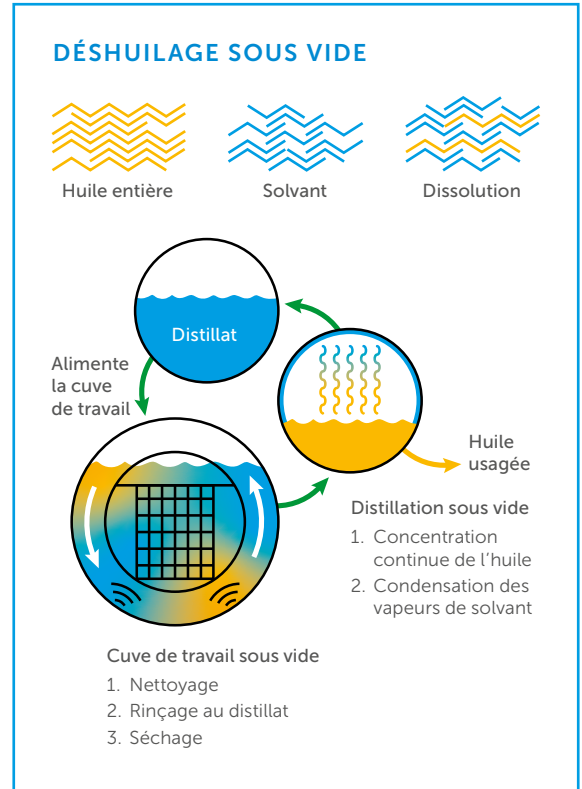 DÉSHUILAGE SOUS VIDE
Huile entière
Solvant
Dissolution
Distillat
Alimente
la cuve
de travail
Huile
usagée
Distillation sous vide
1. Concentration
continue de l’huile
2. Condensation des
vapeurs de solvant
Cuve de travail sous vide
1. Nettoyage
2. Rinçage au distillat
3. Séchage